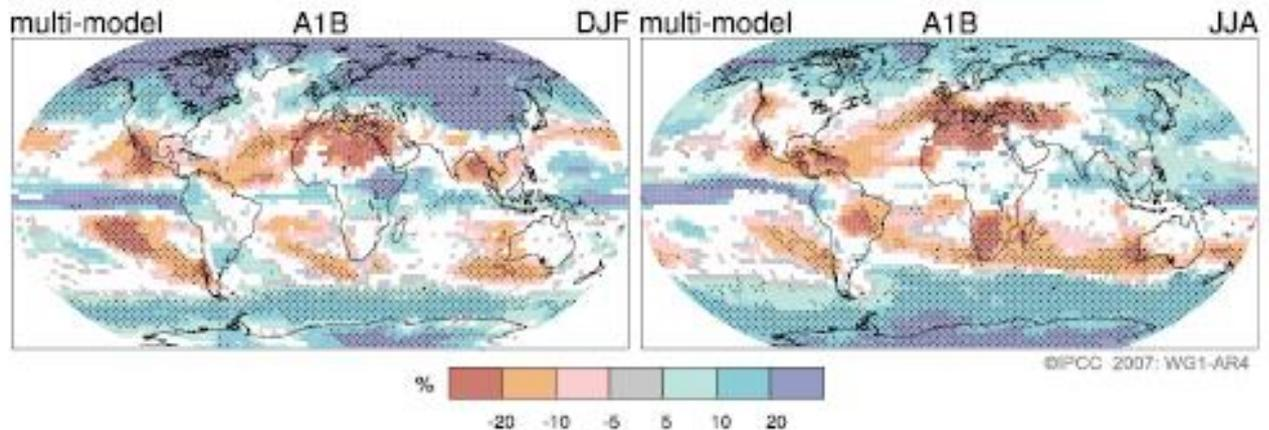 multi-model A1B DJF
multi-model A1B JJA
©IPCC 2007: WG1-AR4
%
-20 -10 -5 5 10 20